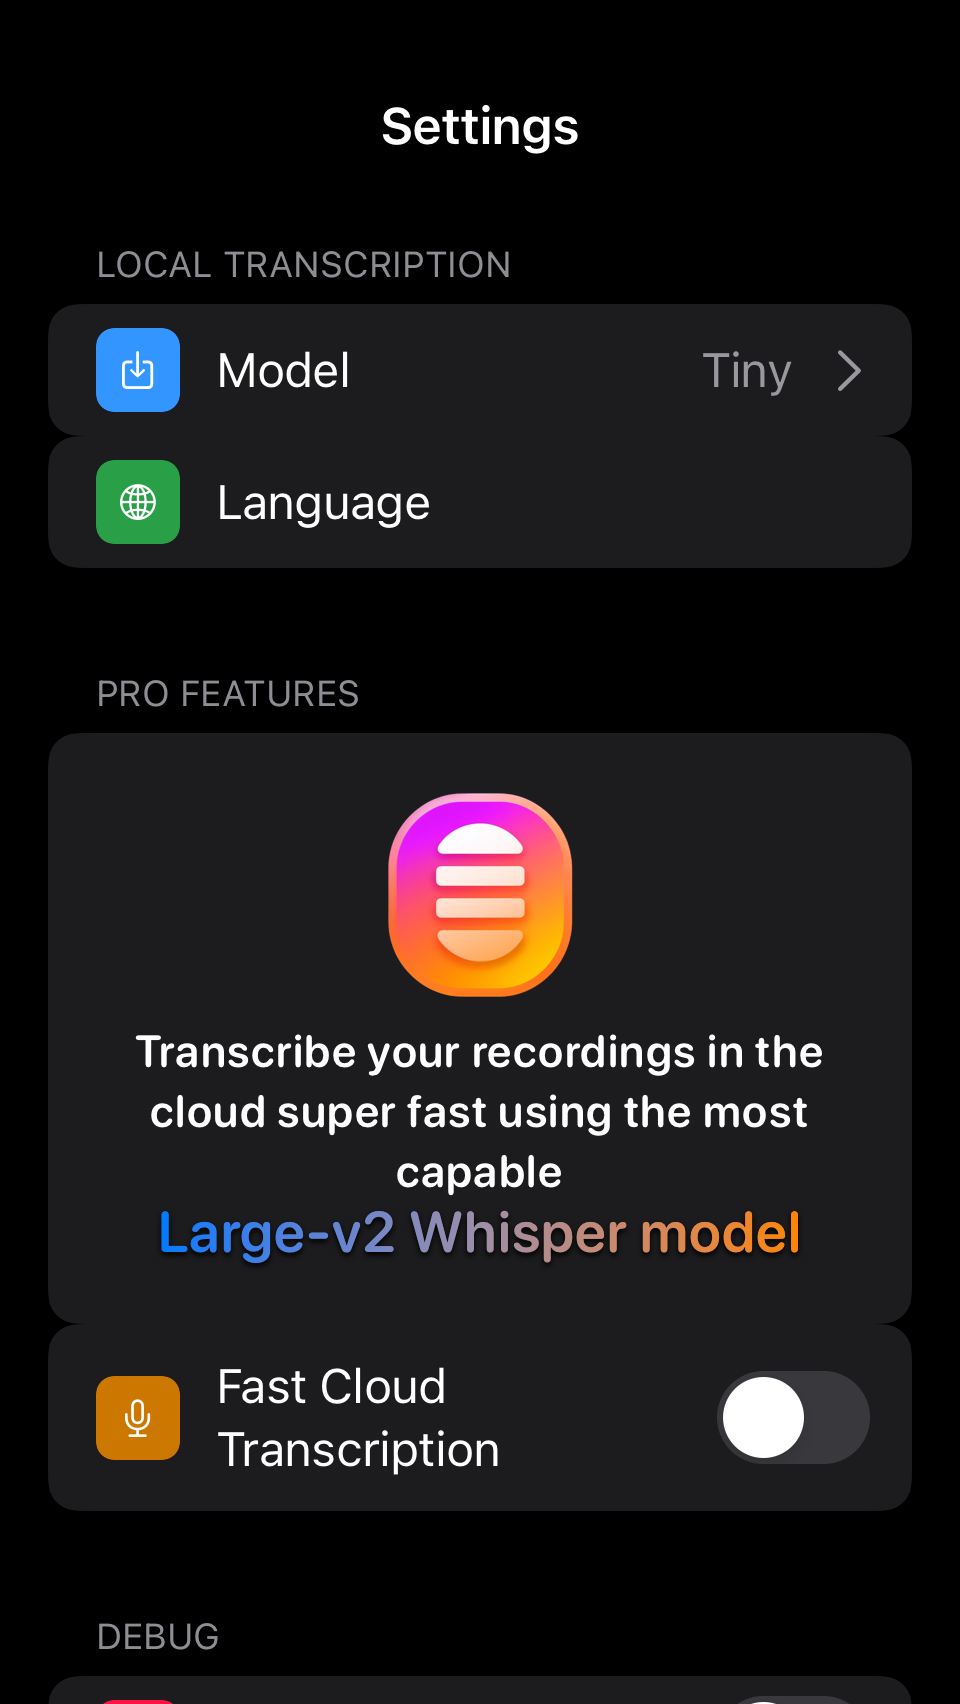 Settings
LOCAL TRANSCRIPTION
Model Tiny
Language
PRO FEATURES
Transcribe your recordings in the
cloud super fast using the most
capable
Large-v2 Whisper model
Fast Cloud
Transcription
DEBUG